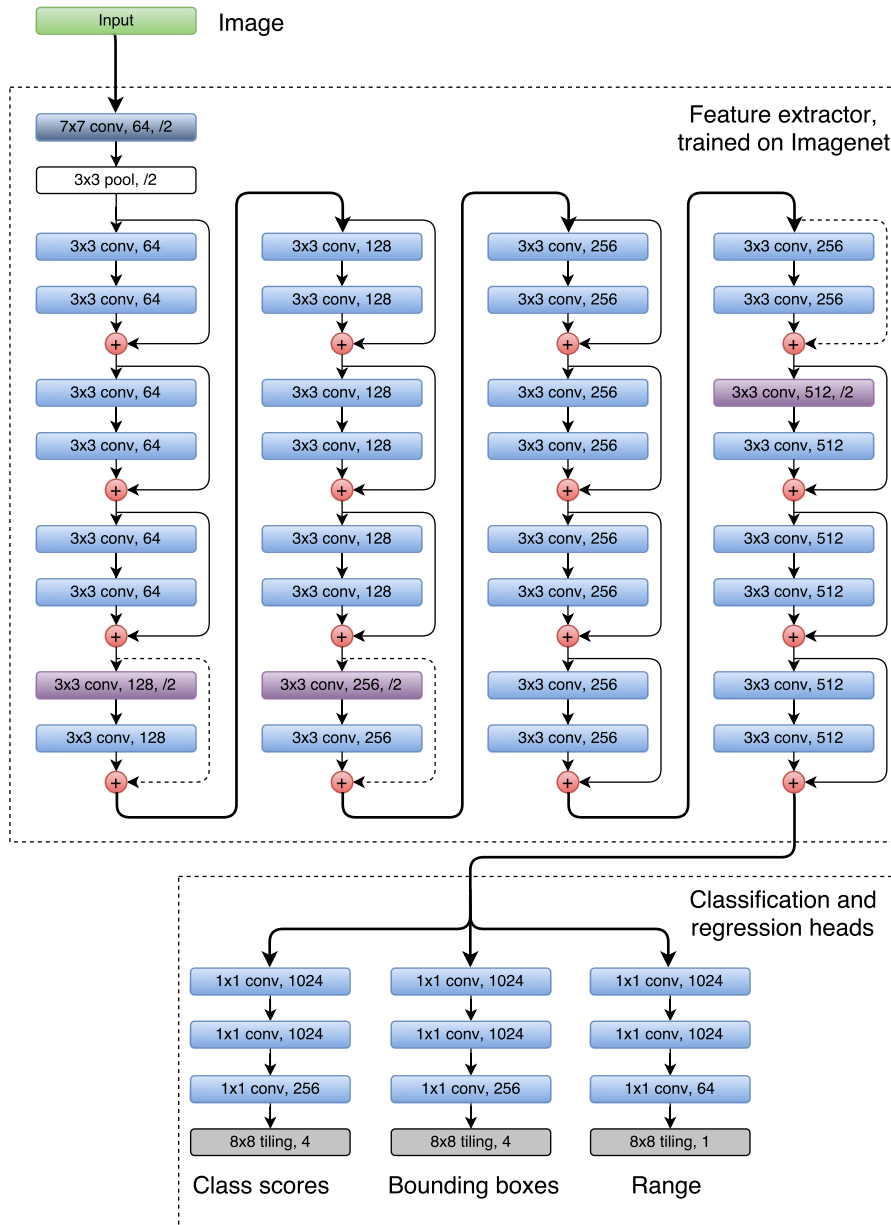 Input
Image
Feature extractor,
trained on Imagenet
7x7 conv, 64, /2
3x3 pool, /2
3x3 conv, 64
3x3 conv, 64
+
3x3 conv, 64
3x3 conv, 64
+
3x3 conv, 64
3x3 conv, 64
+
3x3 conv, 128, /2
3x3 conv, 128
+
3x3 conv, 128
3x3 conv, 128
+
3x3 conv, 128
3x3 conv, 128
+
3x3 conv, 128
3x3 conv, 128
+
3x3 conv, 256, /2
3x3 conv, 256
+
3x3 conv, 256
3x3 conv, 256
+
3x3 conv, 256
3x3 conv, 256
+
3x3 conv, 256
3x3 conv, 256
+
3x3 conv, 256
3x3 conv, 256
+
3x3 conv, 256
3x3 conv, 256
+
3x3 conv, 512, /2
3x3 conv, 512
+
3x3 conv, 512
3x3 conv, 512
+
3x3 conv, 512
3x3 conv, 512
+
Classification and
regression heads
1x1 conv, 1024
1x1 conv, 1024
1x1 conv, 256
8x8 tiling, 4
Class scores
1x1 conv, 1024
1x1 conv, 1024
1x1 conv, 256
8x8 tiling, 4
Bounding boxes
1x1 conv, 1024
1x1 conv, 1024
1x1 conv, 64
8x8 tiling, 1
Range